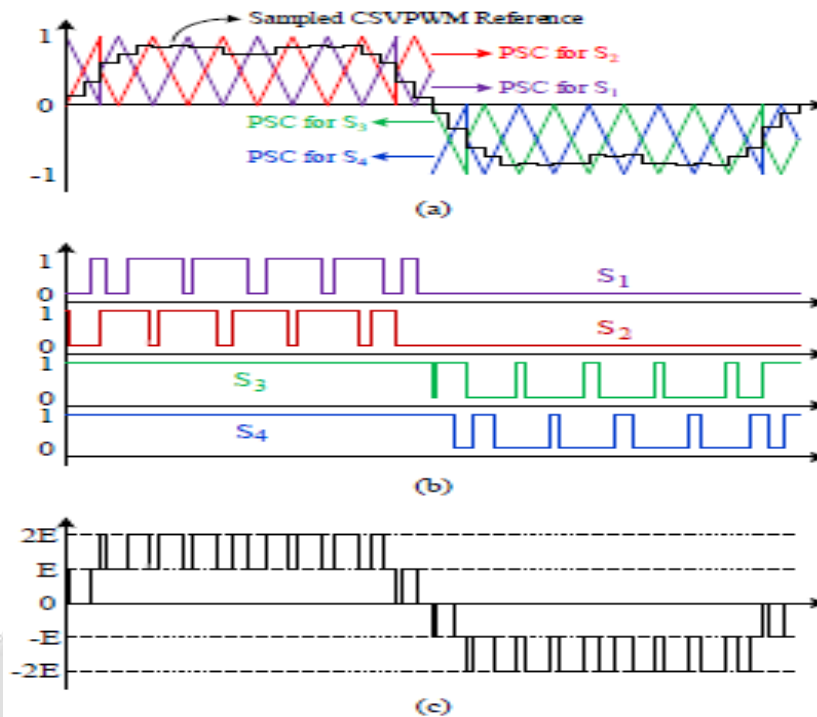 Sampled CSVPWM Reference
1
PSC for S₂
PSC for S₁
0
PSC for S₃
PSC for S₄
-1
(a)
1
S₁
0
1
S₂
0
1
S₃
0
1
S₄
0
(b)
2E
E
0
-E
-2E
(c)